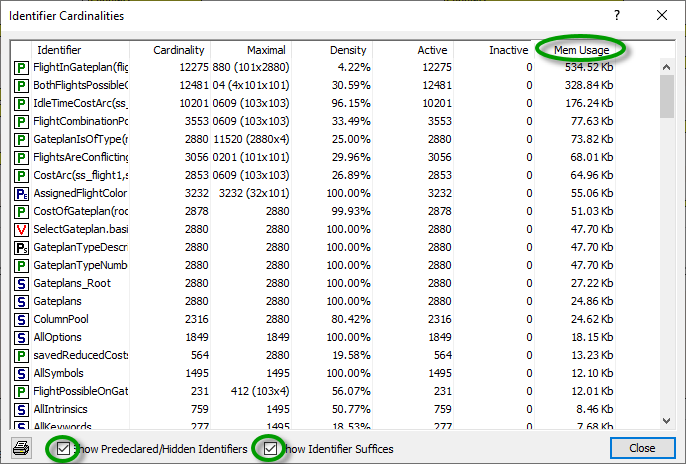 Identifier Cardinalities ? ×
Identifier Cardinality Maximal Density Active Inactive Mem Usage
P FlightInGateplan(flig 12275 880 (101x2880) 4.22% 12275 0 534.52 Kb
P BothFlightsPossibleO 12481 04 (4x101x101) 30.59% 12481 0 328.84 Kb
P IdleTimeCostArc(ss_ 10201 0609 (103x103) 96.15% 10201 0 176.24 Kb
P FlightCombinationPo 3553 0609 (103x103) 33.49% 3553 0 77.63 Kb
P GateplanIsOfType(r 2880 11520 (2880x4) 25.00% 2880 0 73.82 Kb
P FlightsAreConflicting 3056 0201 (101x101) 29.96% 3056 0 68.01 Kb
P CostArc(ss_flight1,s 2853 0609 (103x103) 26.89% 2853 0 64.96 Kb
PE AssignedFlightColor 3232 3232 (32x101) 100.00% 3232 0 55.06 Kb
P CostOfGateplan(roo 2878 2880 99.93% 2878 0 51.03 Kb
V SelectGateplan.basi 2880 2880 100.00% 2880 0 47.70 Kb
PS GateplanTypeDescr 2880 2880 100.00% 2880 0 47.70 Kb
P GateplanTypeNumb 2880 2880 100.00% 2880 0 47.70 Kb
S Gateplans_Root 2880 2880 100.00% 2880 0 27.22 Kb
S Gateplans 2880 2880 100.00% 2880 0 24.86 Kb
S ColumnPool 2316 2880 80.42% 2316 0 24.62 Kb
S AllOptions 1849 1849 100.00% 1849 0 18.15 Kb
P savedReducedCosts 564 2880 19.58% 564 0 13.23 Kb
S AllSymbols 1495 1495 100.00% 1495 0 12.10 Kb
P FlightPossibleOnGat 231 412 (103x4) 56.07% 231 0 12.01 Kb
S AllIntrinsics 759 1495 50.77% 759 0 8.46 Kb
S AllKeywords 277 1495 18.53% 277 0 7.68 Kb
Show Predeclared/Hidden Identifiers Show Identifier Suffices Close